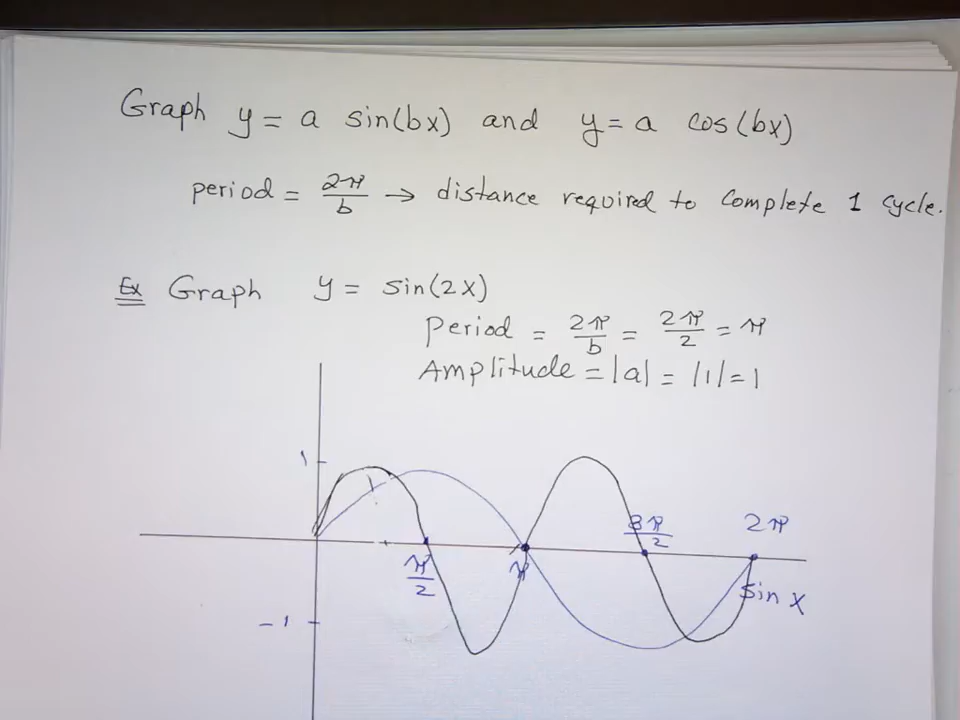 Graph y = a sin(bx) and y = a cos(bx)
period = 2π/b → distance required to complete 1 cycle.
Ex Graph y = sin(2x)
Period = 2π/b = 2π/2 = π
Amplitude = |a| = |1| = 1
1
3π/2 2π
π/2 π
sin x
-1